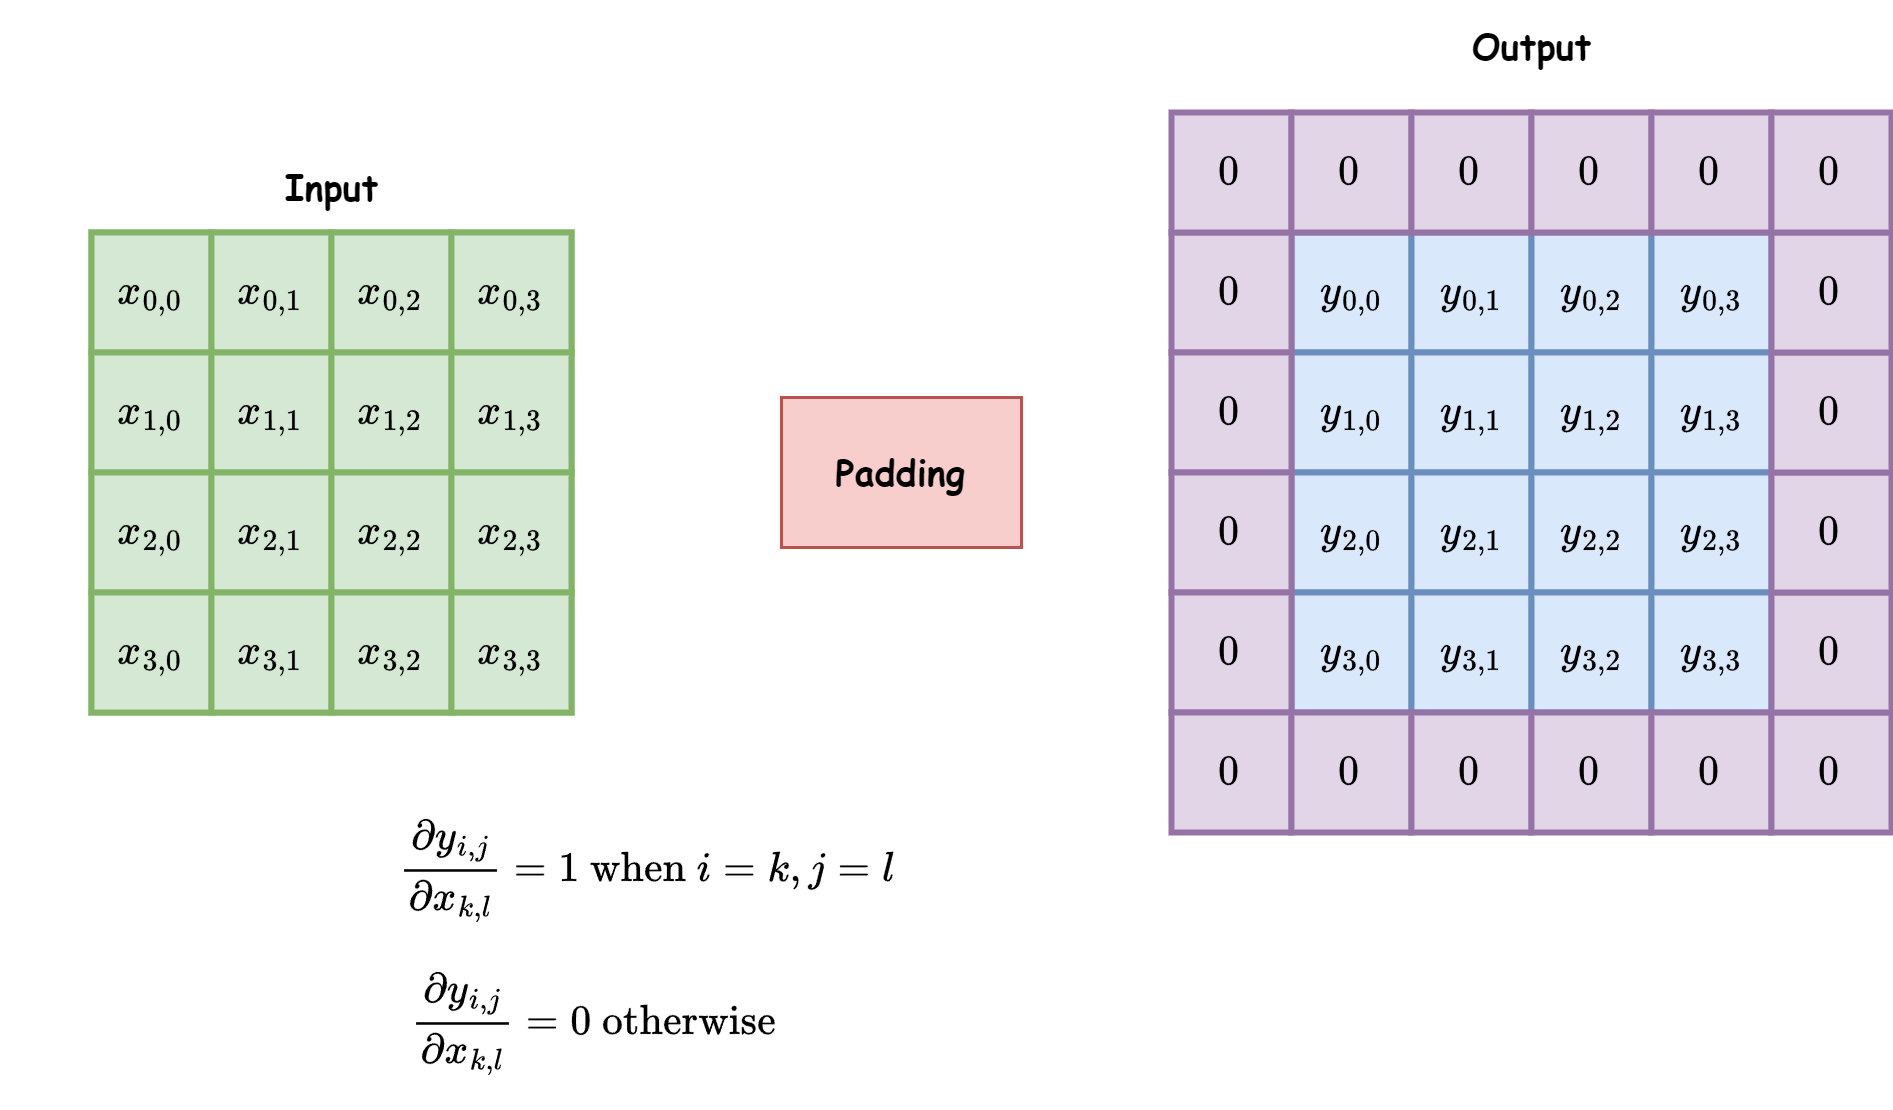 Output
Input
0 0 0 0 0 0
x_{0,0} x_{0,1} x_{0,2} x_{0,3}
0 y_{0,0} y_{0,1} y_{0,2} y_{0,3} 0
x_{1,0} x_{1,1} x_{1,2} x_{1,3}
0 y_{1,0} y_{1,1} y_{1,2} y_{1,3} 0
Padding
x_{2,0} x_{2,1} x_{2,2} x_{2,3}
0 y_{2,0} y_{2,1} y_{2,2} y_{2,3} 0
x_{3,0} x_{3,1} x_{3,2} x_{3,3}
0 y_{3,0} y_{3,1} y_{3,2} y_{3,3} 0
0 0 0 0 0 0
\frac{∂y_{i,j}}{∂x_{k,l}} = 1 when i = k, j = l
\frac{∂y_{i,j}}{∂x_{k,l}} = 0 otherwise